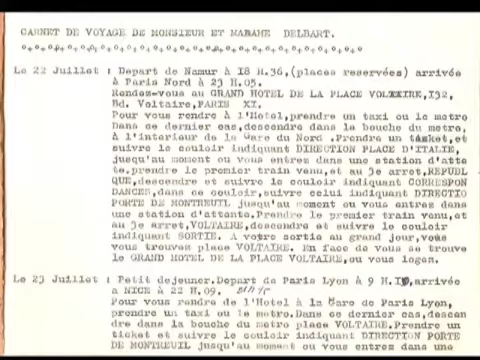 CARNET DE VOYAGE DE MONSIEUR ET MADAME DELBART.
Le 22 Juillet : Depart de Namur à 18 H.36,(places reservées) arrivée
à Paris Nord à 23 H.05.
Rendez-vous au GRAND HOTEL DE LA PLACE VOLTAIRE,132,
Bd. Voltaire,PARIS XI.
Pour vous rendre à l'Hotel,prendre un taxi ou le metro
Dans ce dernier cas,descendre dans la bouche du metro,
à l'interieur de la Gare du Nord .Prendre un ticket,et
suivre le couloir indiquant DIRECTION PLACE D'ITALIE,
jusqu'au moment ou vous entrez dans une station d'atte
te.prendre le premier train venu,et au 3e arret,REPUBL
QUE,descendre et suivre le couloir indiquant CORRESPON
DANCES,dans ce couloir,suivre celui indiquant DIRECTIO
PORTE DE MONTREUIL jusqu'au moment ou vous entrez dans
une station d'attente.Prendre le premier train venu,et
au 3e arret,VOLTAIRE,descendre et suivre le couloir
indiquant SORTIE. A votre sortie au grand jour,vous
vous trouvez place VOLTAIRE. En face de vous se trouve
le GRAND HOTEL DE LA PLACE VOLTAIRE,ou vous logez.
Le 23 Juillet : Petit dejeuner.Depart de Paris Lyon à 9 H. ,arrivée
a NICE à 22 H.09.
Pour vous rendre de l'Hotel à la Gare de Paris Lyon,
prendre un taxi ou le metro.Dans ce dernier cas,descen
dre dans la bouche du metro place VOLTAIRE.Prendre un
ticket et suivre le couloir indiquant DIRECTION PORTE
DE MONTREUIL jusqu'au moment ou vous entrez dans une